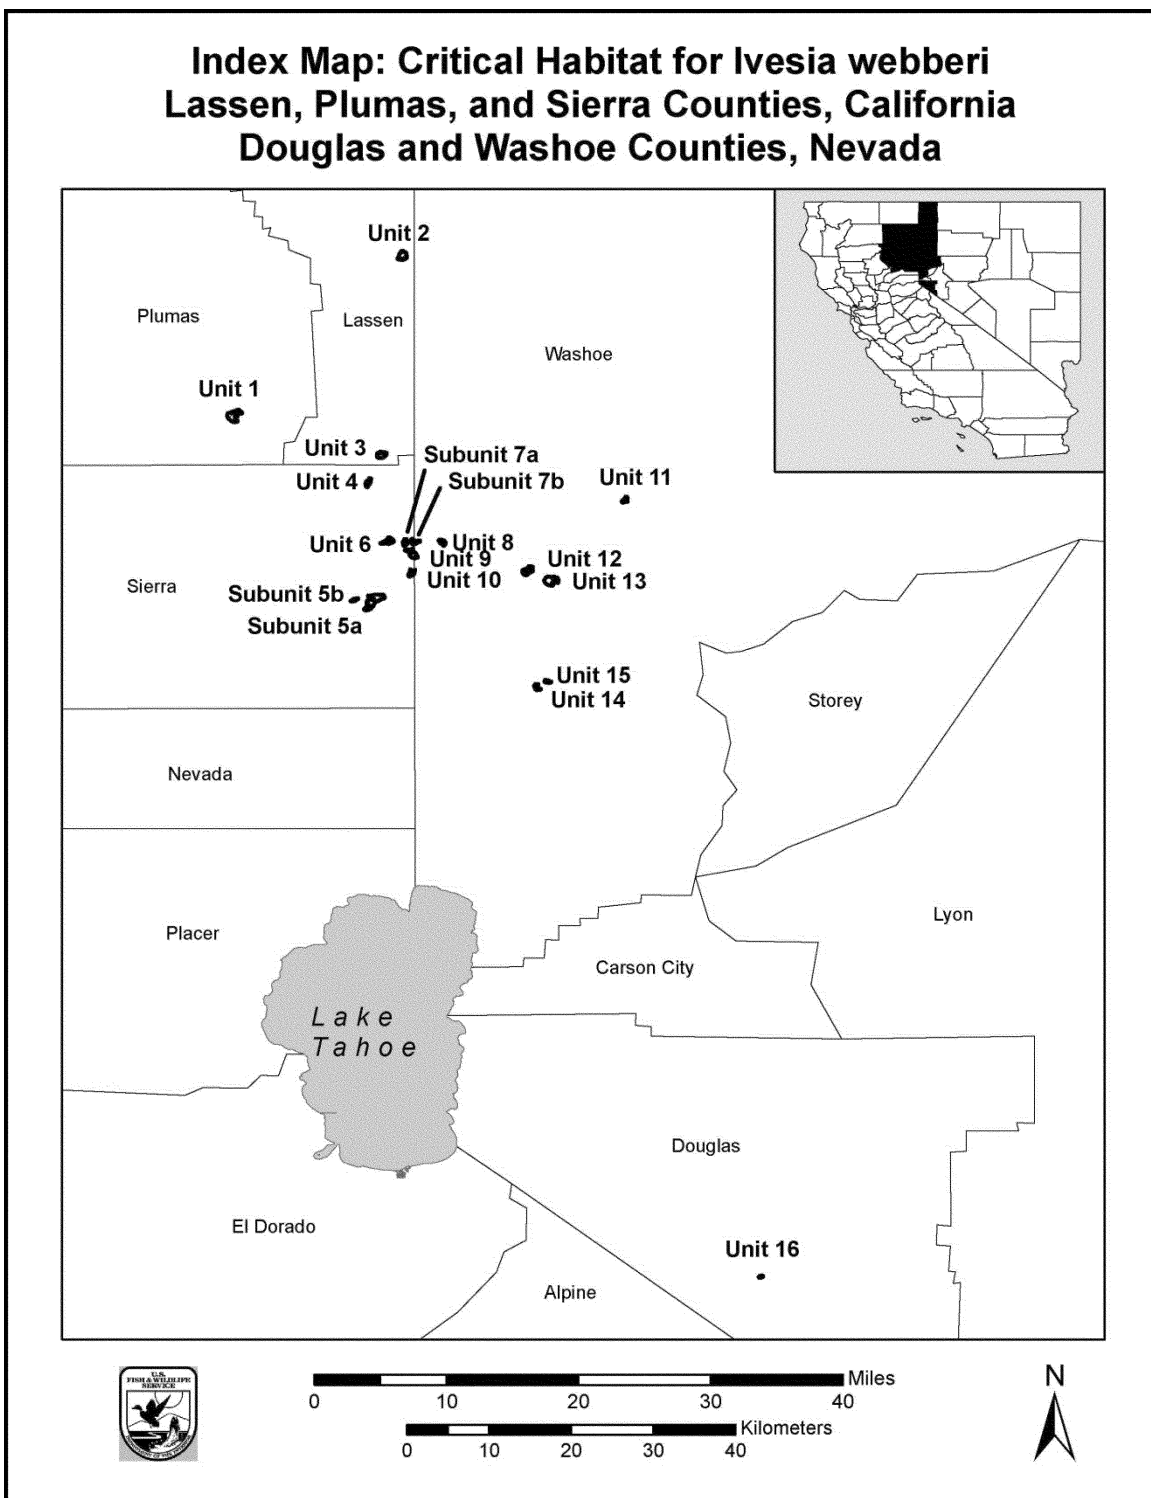 Index Map: Critical Habitat for Ivesia webberi
Lassen, Plumas, and Sierra Counties, California
Douglas and Washoe Counties, Nevada
Unit 2
Plumas
Lassen
Washoe
Unit 1
Unit 3
Subunit 7a
Unit 4
Subunit 7b
Unit 11
Unit 6
Unit 8
Unit 9
Unit 12
Unit 10
Unit 13
Sierra
Subunit 5b
Subunit 5a
Unit 15
Unit 14
Storey
Nevada
Placer
Lyon
Carson City
Lake
Tahoe
Douglas
El Dorado
Unit 16
Alpine
U.S.
FISH & WILDLIFE
SERVICE
Miles
0 10 20 30 40
Kilometers
0 5 10 20 30 40
N